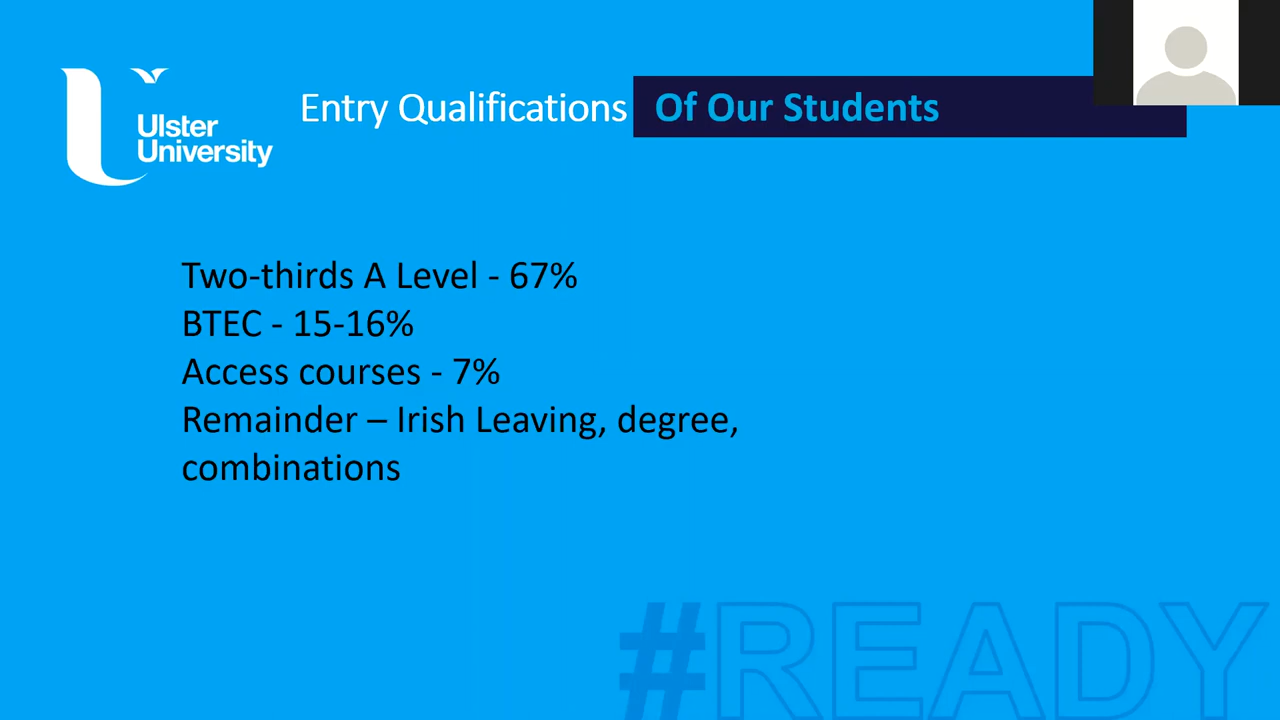 Ulster
University
Entry Qualifications Of Our Students
Two-thirds A Level - 67%
BTEC - 15-16%
Access courses - 7%
Remainder – Irish Leaving, degree,
combinations
#READY